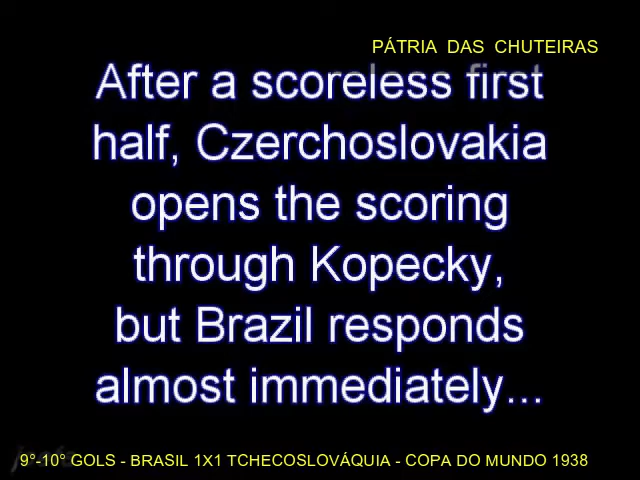 PÁTRIA DAS CHUTEIRAS
After a scoreless first
half, Czerchoslovakia
opens the scoring
through Kopecky,
but Brazil responds
almost immediately...
9°-10° GOLS - BRASIL 1X1 TCHECOSLOVÁQUIA - COPA DO MUNDO 1938